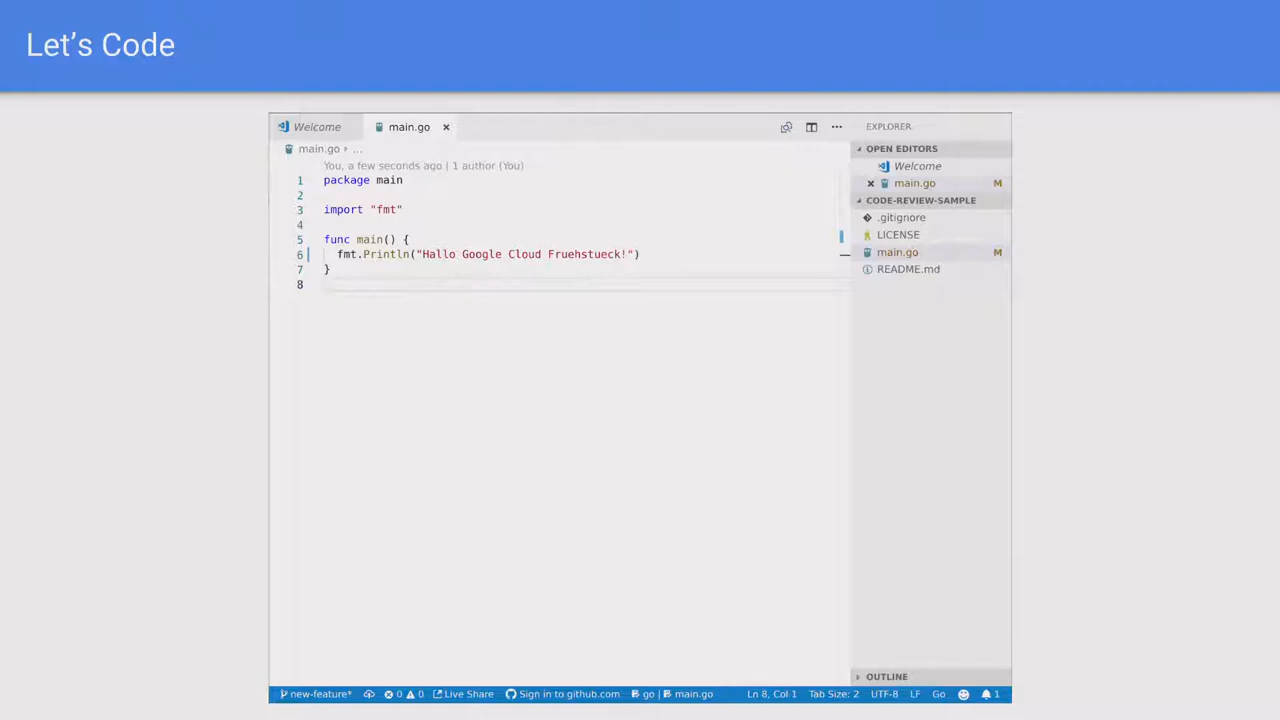 Let’s Code
Welcome
main.go
EXPLORER
main.go › ...
You, a few seconds ago | 1 author (You)
1 package main
2
3 import "fmt"
4
5 func main() {
6 fmt.Println("Hallo Google Cloud Fruehstueck!")
7 }
8
OPEN EDITORS
Welcome
main.go M
CODE-REVIEW-SAMPLE
.gitignore
LICENSE
main.go M
README.md
OUTLINE
new-feature* 0 0 Live Share Sign in to github.com go | main.go Ln 8, Col 1 Tab Size: 2 UTF-8 LF Go 1